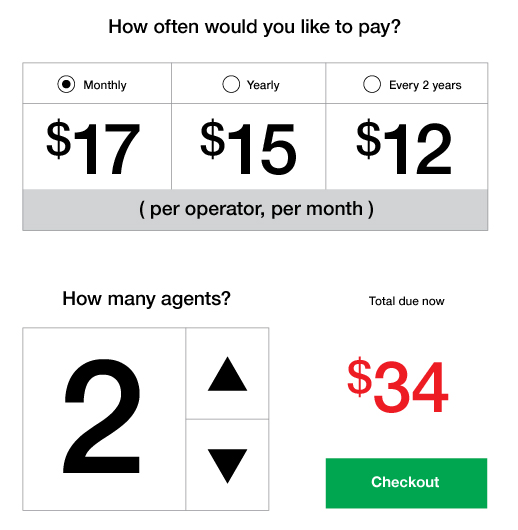 How often would you like to pay?
Monthly Yearly Every 2 years
$17 $15 $12
( per operator, per month )
How many agents? Total due now
2 $34
Checkout